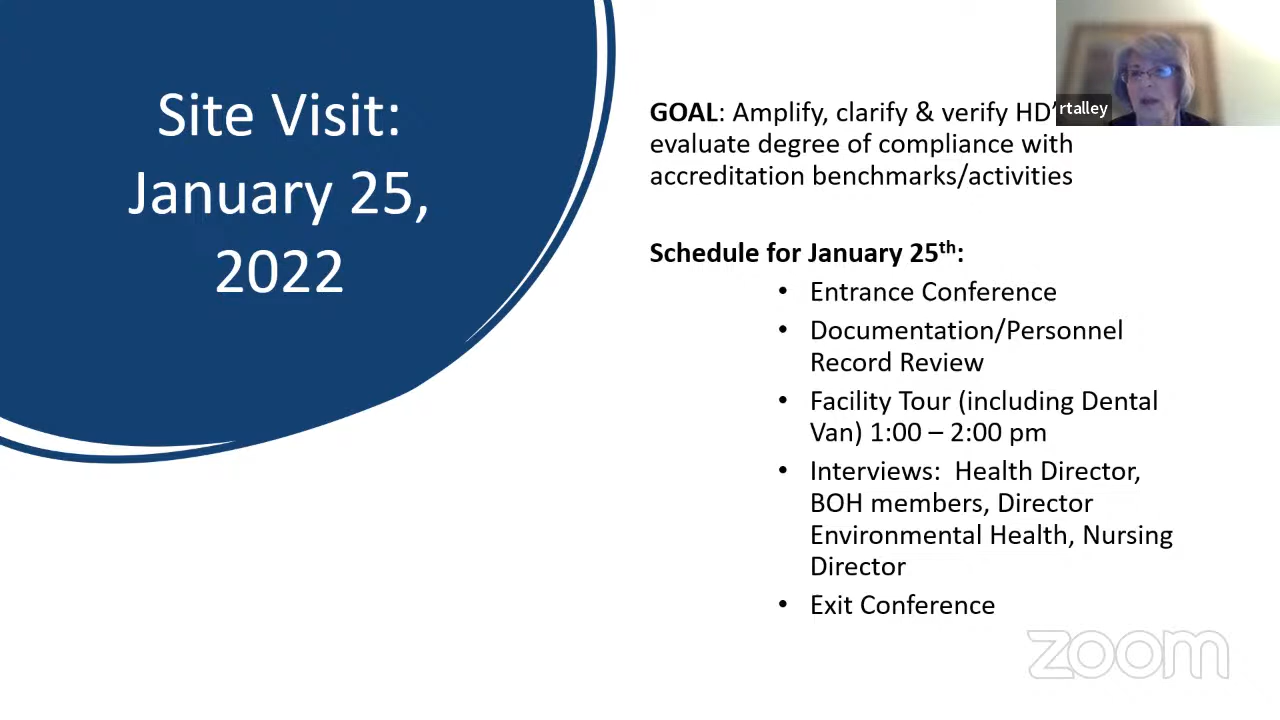 Site Visit:
January 25,
2022
rtalley
GOAL: Amplify, clarify & verify HD'
evaluate degree of compliance with
accreditation benchmarks/activities
Schedule for January 25th:
• Entrance Conference
• Documentation/Personnel
Record Review
• Facility Tour (including Dental
Van) 1:00 – 2:00 pm
• Interviews: Health Director,
BOH members, Director
Environmental Health, Nursing
Director
• Exit Conference
zoom